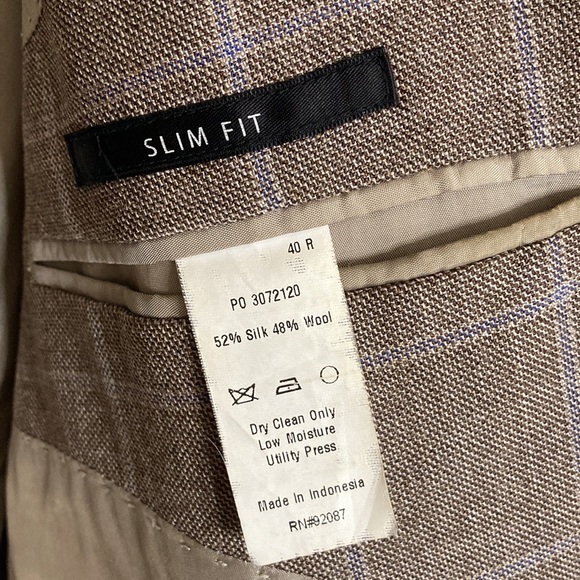 SLIM FIT
40 R
PO 3072120
52% Silk 48% Wool
Dry Clean Only
Low Moisture
Utility Press
Made in Indonesia
RN#92087